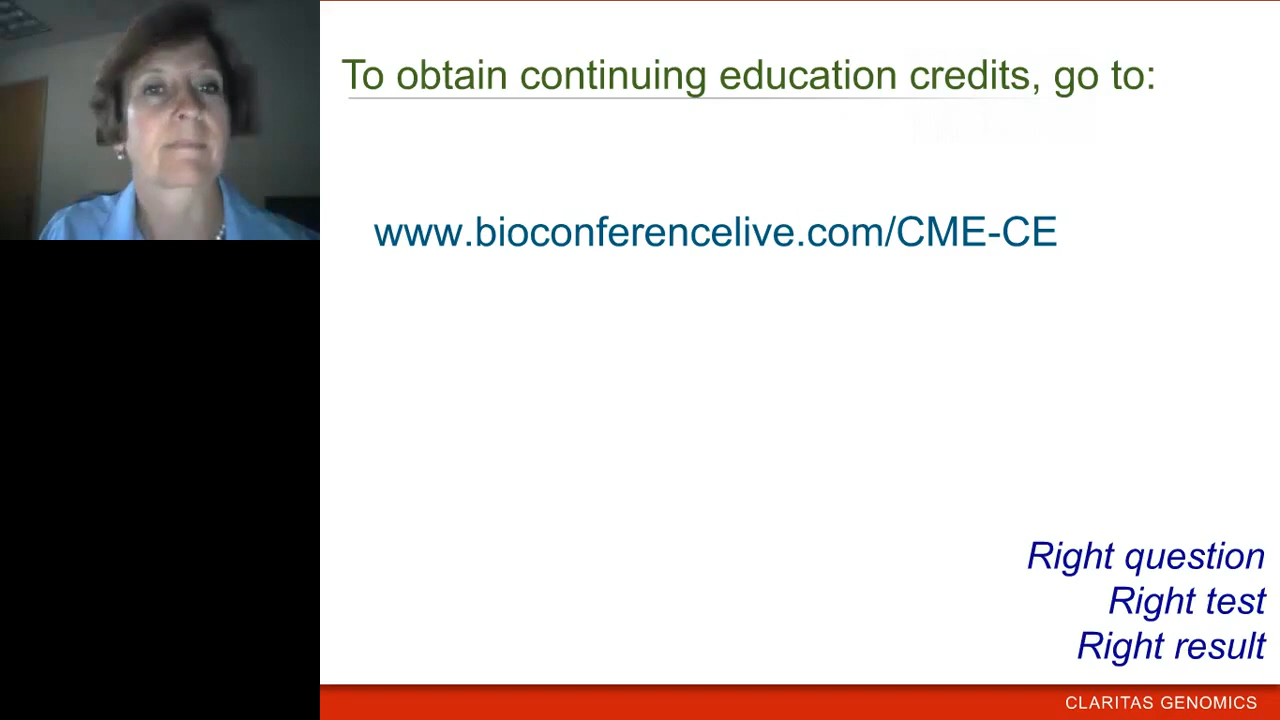 To obtain continuing education credits, go to:
www.bioconferencelive.com/CME-CE
Right question
Right test
Right result
CLARITAS GENOMICS